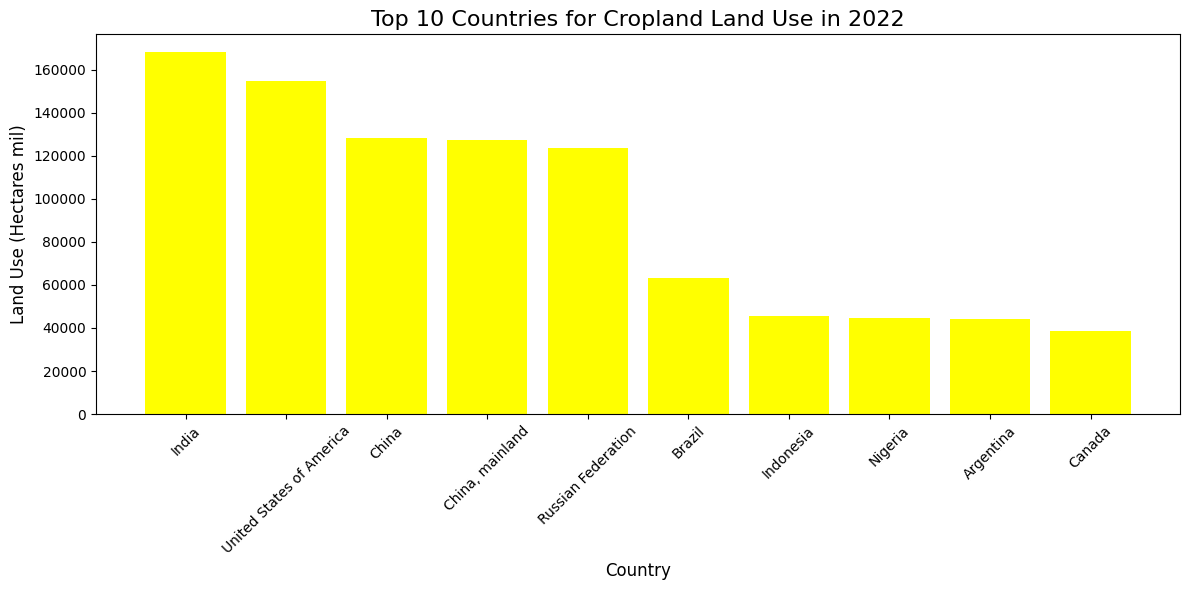 Top 10 Countries for Cropland Land Use in 2022
Land Use (Hectares mil)
160000
140000
120000
100000
80000
60000
40000
20000
0
India
United States of America
China
China, mainland
Russian Federation
Brazil
Indonesia
Nigeria
Argentina
Canada
Country